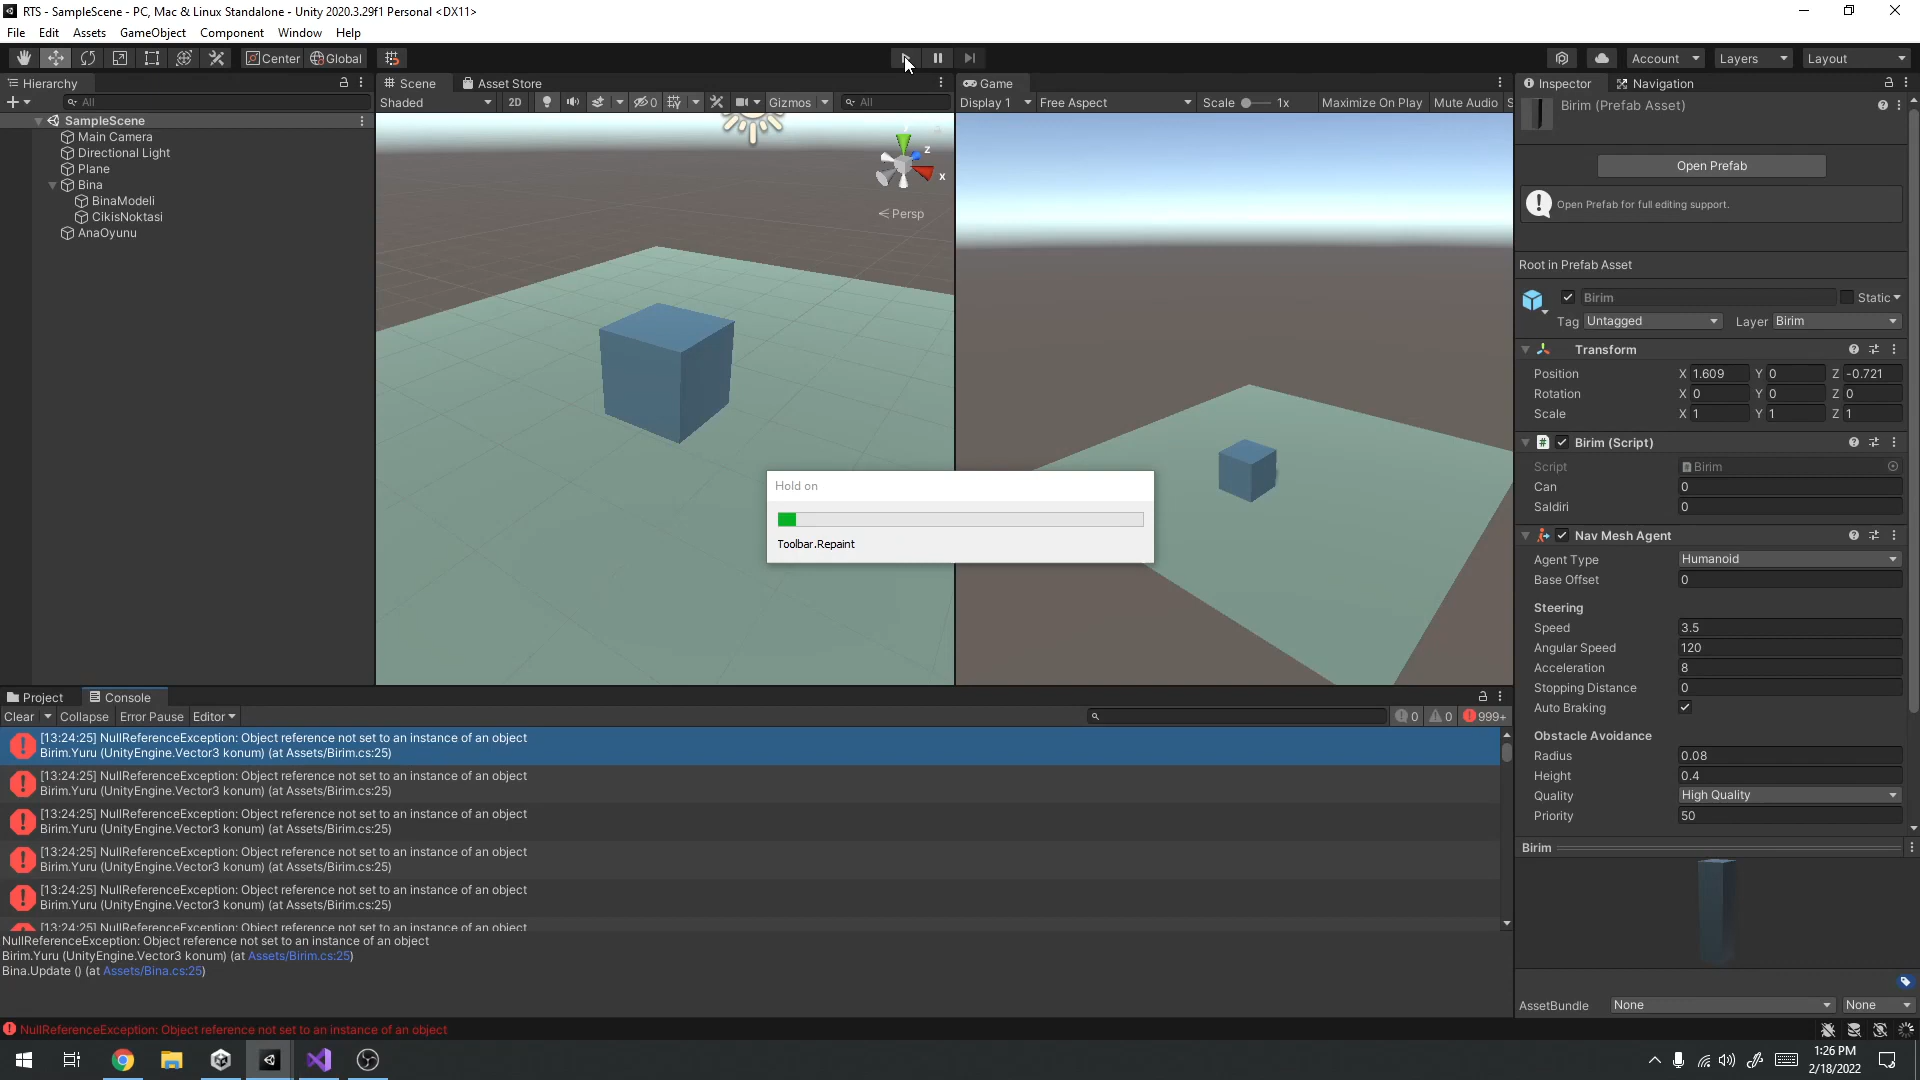 RTS - SampleScene - PC, Mac & Linux Standalone - Unity 2020.3.29f1 Personal <DX11>
File Edit Assets GameObject Component Window Help
Center Global
Account Layers Layout
Hierarchy
All
SampleScene
Main Camera
Directional Light
Plane
Bina
BinaModeli
CikisNoktasi
AnaOyunu
Scene Asset Store
Shaded 2D 0 Gizmos All
z
x
Persp
Game
Display 1 Free Aspect Scale 1x Maximize On Play Mute Audio S
Hold on
Toolbar.Repaint
Inspector Navigation
Birim (Prefab Asset)
Open Prefab
Open Prefab for full editing support.
Root in Prefab Asset
Birim Static
Tag Untagged Layer Birim
Transform
Position X 1.609 Y 0 Z -0.721
Rotation X 0 Y 0 Z 0
Scale X 1 Y 1 Z 1
# Birim (Script)
Script Birim
Can 0
Saldiri 0
Nav Mesh Agent
Agent Type Humanoid
Base Offset 0
Steering
Speed 3.5
Angular Speed 120
Acceleration 8
Stopping Distance 0
Auto Braking
Obstacle Avoidance
Radius 0.08
Height 0.4
Quality High Quality
Priority 50
Birim
AssetBundle None None
Project Console
Clear Collapse Error Pause Editor 0 0 999+
[13:24:25] NullReferenceException: Object reference not set to an instance of an object
Birim.Yuru (UnityEngine.Vector3 konum) (at Assets/Birim.cs:25)
[13:24:25] NullReferenceException: Object reference not set to an instance of an object
Birim.Yuru (UnityEngine.Vector3 konum) (at Assets/Birim.cs:25)
[13:24:25] NullReferenceException: Object reference not set to an instance of an object
Birim.Yuru (UnityEngine.Vector3 konum) (at Assets/Birim.cs:25)
[13:24:25] NullReferenceException: Object reference not set to an instance of an object
Birim.Yuru (UnityEngine.Vector3 konum) (at Assets/Birim.cs:25)
[13:24:25] NullReferenceException: Object reference not set to an instance of an object
Birim.Yuru (UnityEngine.Vector3 konum) (at Assets/Birim.cs:25)
[13:24:25] NullReferenceException: Object reference not set to an instance of an object
NullReferenceException: Object reference not set to an instance of an object
Birim.Yuru (UnityEngine.Vector3 konum) (at Assets/Birim.cs:25)
Bina.Update () (at Assets/Bina.cs:25)
NullReferenceException: Object reference not set to an instance of an object
1:26 PM
2/18/2022